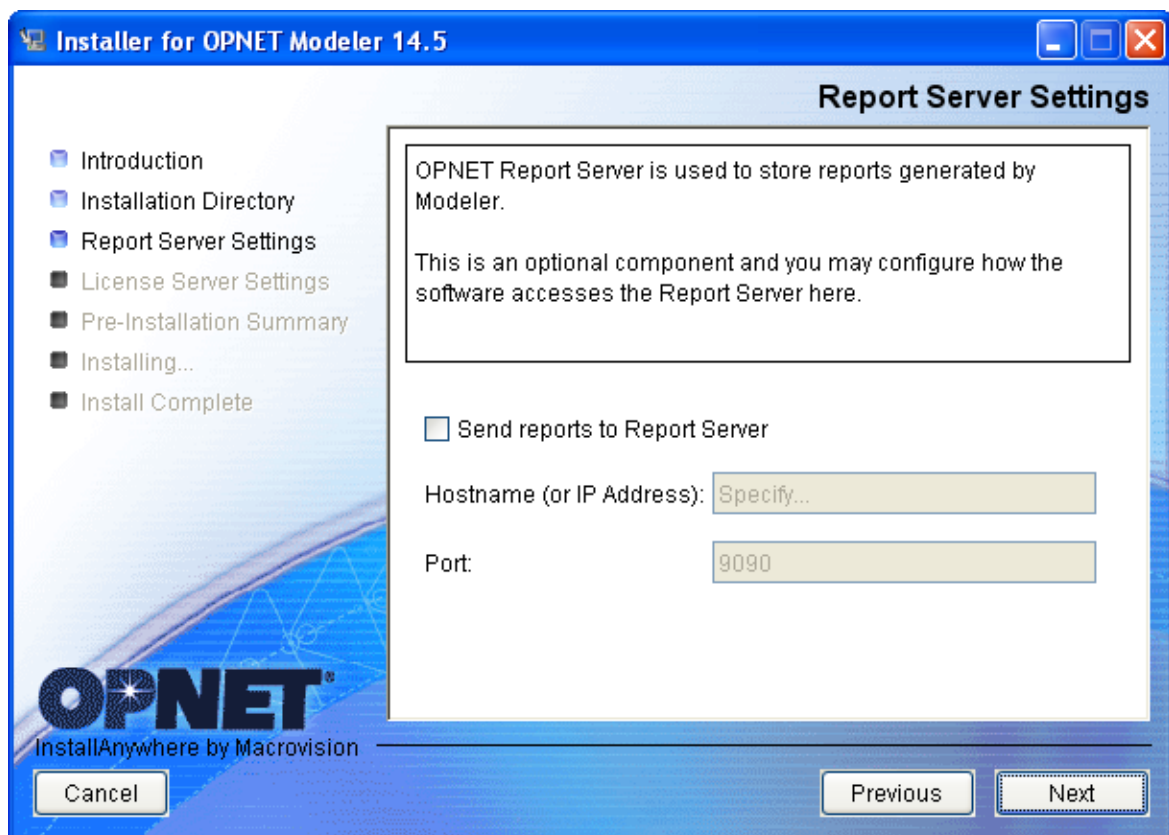 Installer for OPNET Modeler 14.5
Report Server Settings
Introduction
Installation Directory
Report Server Settings
License Server Settings
Pre-Installation Summary
Installing...
Install Complete
OPNET Report Server is used to store reports generated by
Modeler.
This is an optional component and you may configure how the
software accesses the Report Server here.
Send reports to Report Server
Hostname (or IP Address): Specify...
Port: 9090
OPNET®
InstallAnywhere by Macrovision
Cancel
Previous
Next